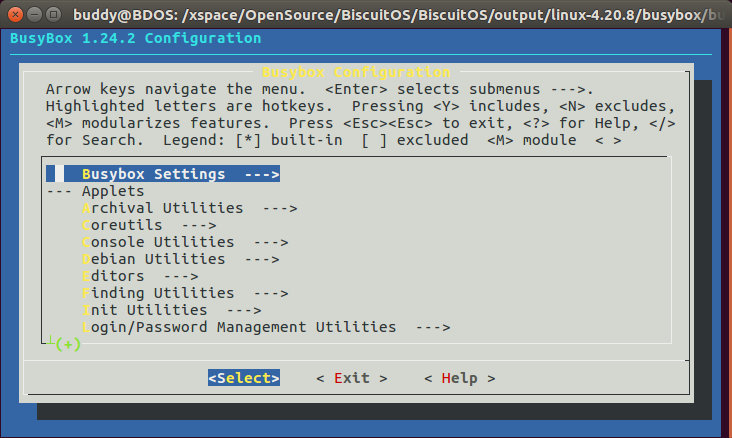 buddy@BDOS: /xspace/OpenSource/BiscuitOS/BiscuitOS/output/linux-4.20.8/busybox/bu
BusyBox 1.24.2 Configuration
Busybox Configuration
Arrow keys navigate the menu.  <Enter> selects submenus --->.
Highlighted letters are hotkeys.  Pressing <Y> includes, <N> excludes,
<M> modularizes features.  Press <Esc><Esc> to exit, <?> for Help, </>
for Search.  Legend: [*] built-in  [ ] excluded  <M> module  < >
Busybox Settings  --->
--- Applets
Archival Utilities  --->
Coreutils  --->
Console Utilities  --->
Debian Utilities  --->
Editors  --->
Finding Utilities  --->
Init Utilities  --->
Login/Password Management Utilities  --->
(+)
<Select>    < Exit >    < Help >